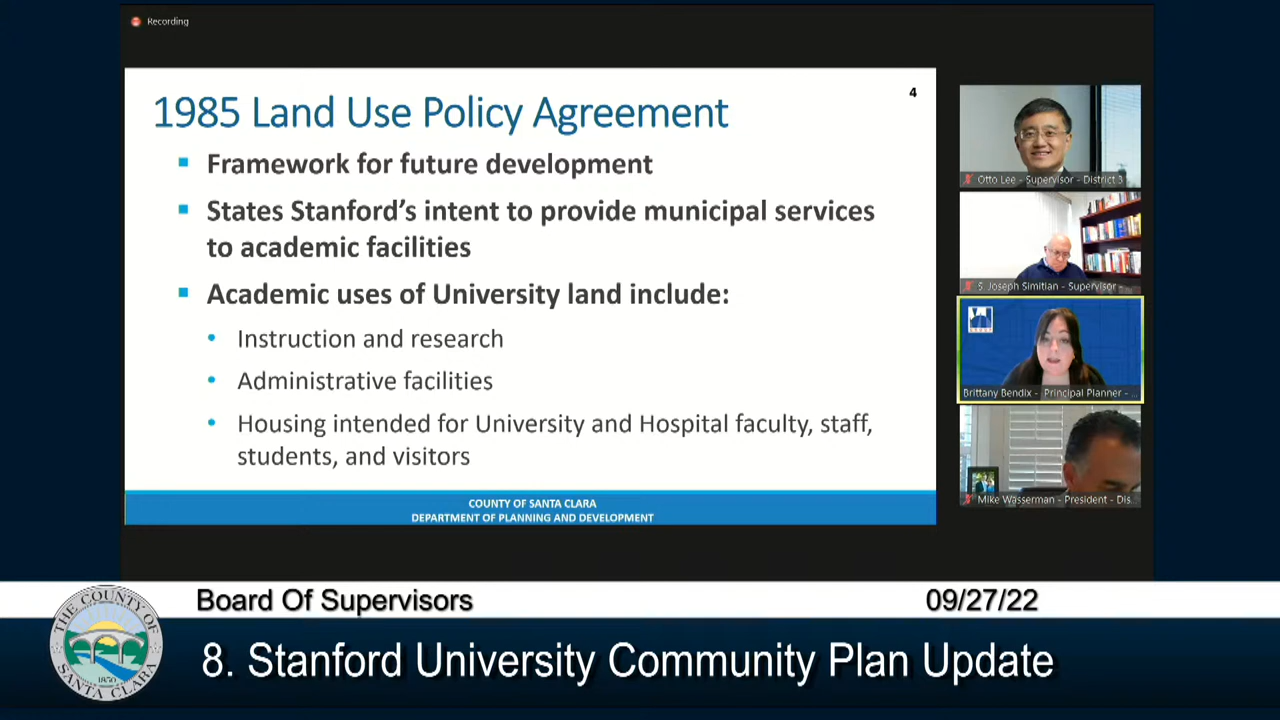 Recording
4
1985 Land Use Policy Agreement
Framework for future development
States Stanford's intent to provide municipal services
to academic facilities
Academic uses of University land include:
Instruction and research
Administrative facilities
Housing intended for University and Hospital faculty, staff,
students, and visitors
COUNTY OF SANTA CLARA
DEPARTMENT OF PLANNING AND DEVELOPMENT
Otto Lee - Supervisor - District 3
S. Joseph Simitian - Supervisor -
Brittany Bendix - Principal Planner - ...
Mike Wasserman - President - Dis...
Board Of Supervisors
09/27/22
8. Stanford University Community Plan Update
THE COUNTY OF
SANTA CLARA
1850